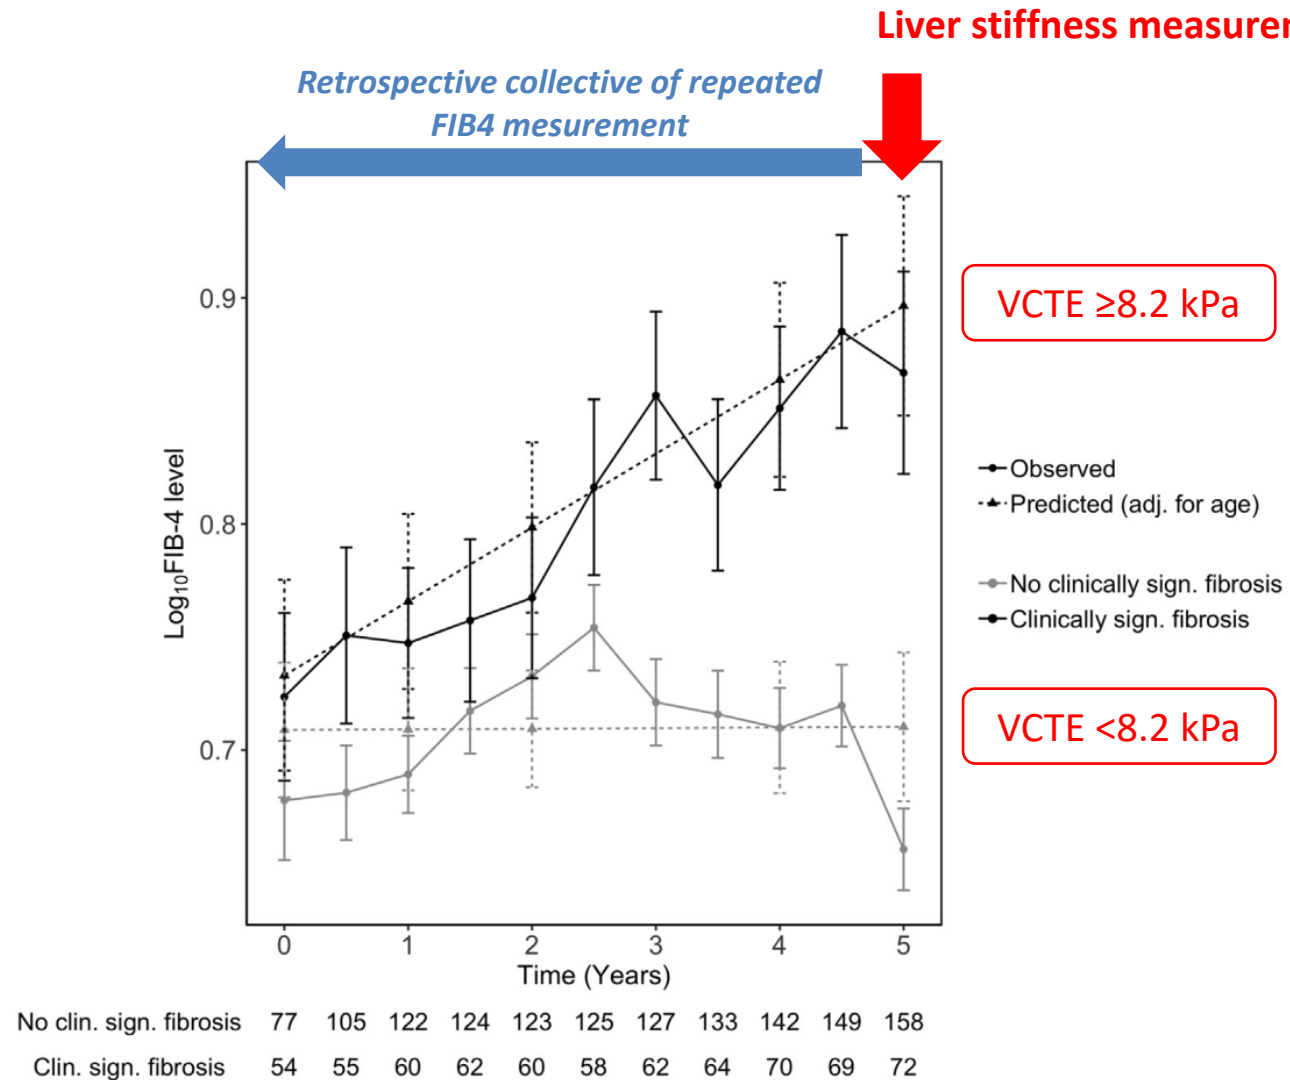 Liver stiffness measurer
Retrospective collective of repeated
FIB4 mesurement
VCTE ≥8.2 kPa
0.9
0.8
0.7
Log₁₀FIB-4 level
Observed
Predicted (adj. for age)
No clinically sign. fibrosis
Clinically sign. fibrosis
VCTE <8.2 kPa
0 1 2 3 4 5
Time (Years)
No clin. sign. fibrosis 77 105 122 124 123 125 127 133 142 149 158
Clin. sign. fibrosis 54 55 60 62 60 58 62 64 70 69 72